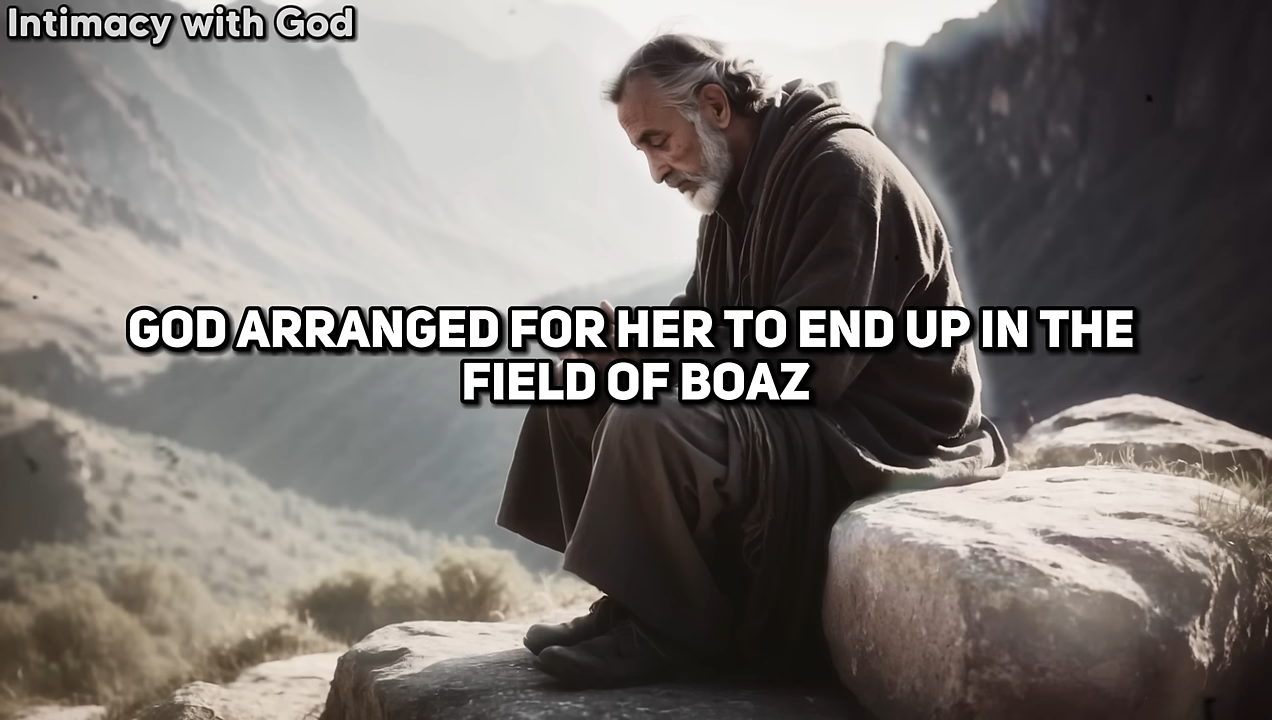 Intimacy with God
GOD ARRANGED FOR HER TO END UP IN THE
FIELD OF BOAZ